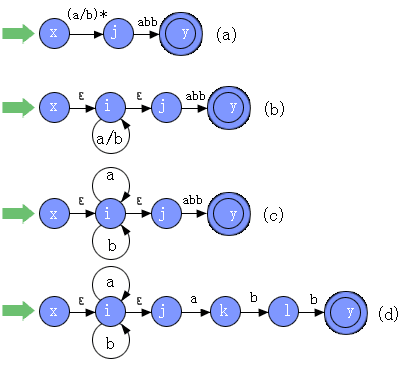 (a/b)* abb
x j y (a)
ε ε abb
x i j y (b)
a/b
a
ε ε abb
x i j y (c)
b
a
ε ε a b b
x i j k l y (d)
b